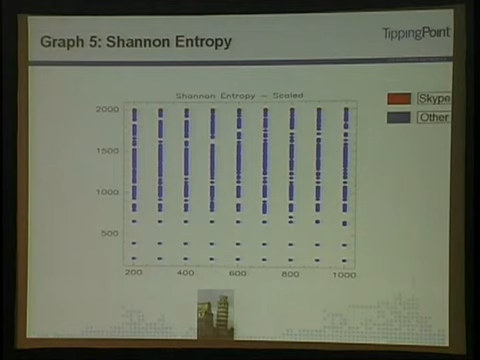 Graph 5: Shannon Entropy
TippingPoint
Shannon Entropy – Scaled
Skype
Other
2000
1500
1000
500
200 400 600 800 1000